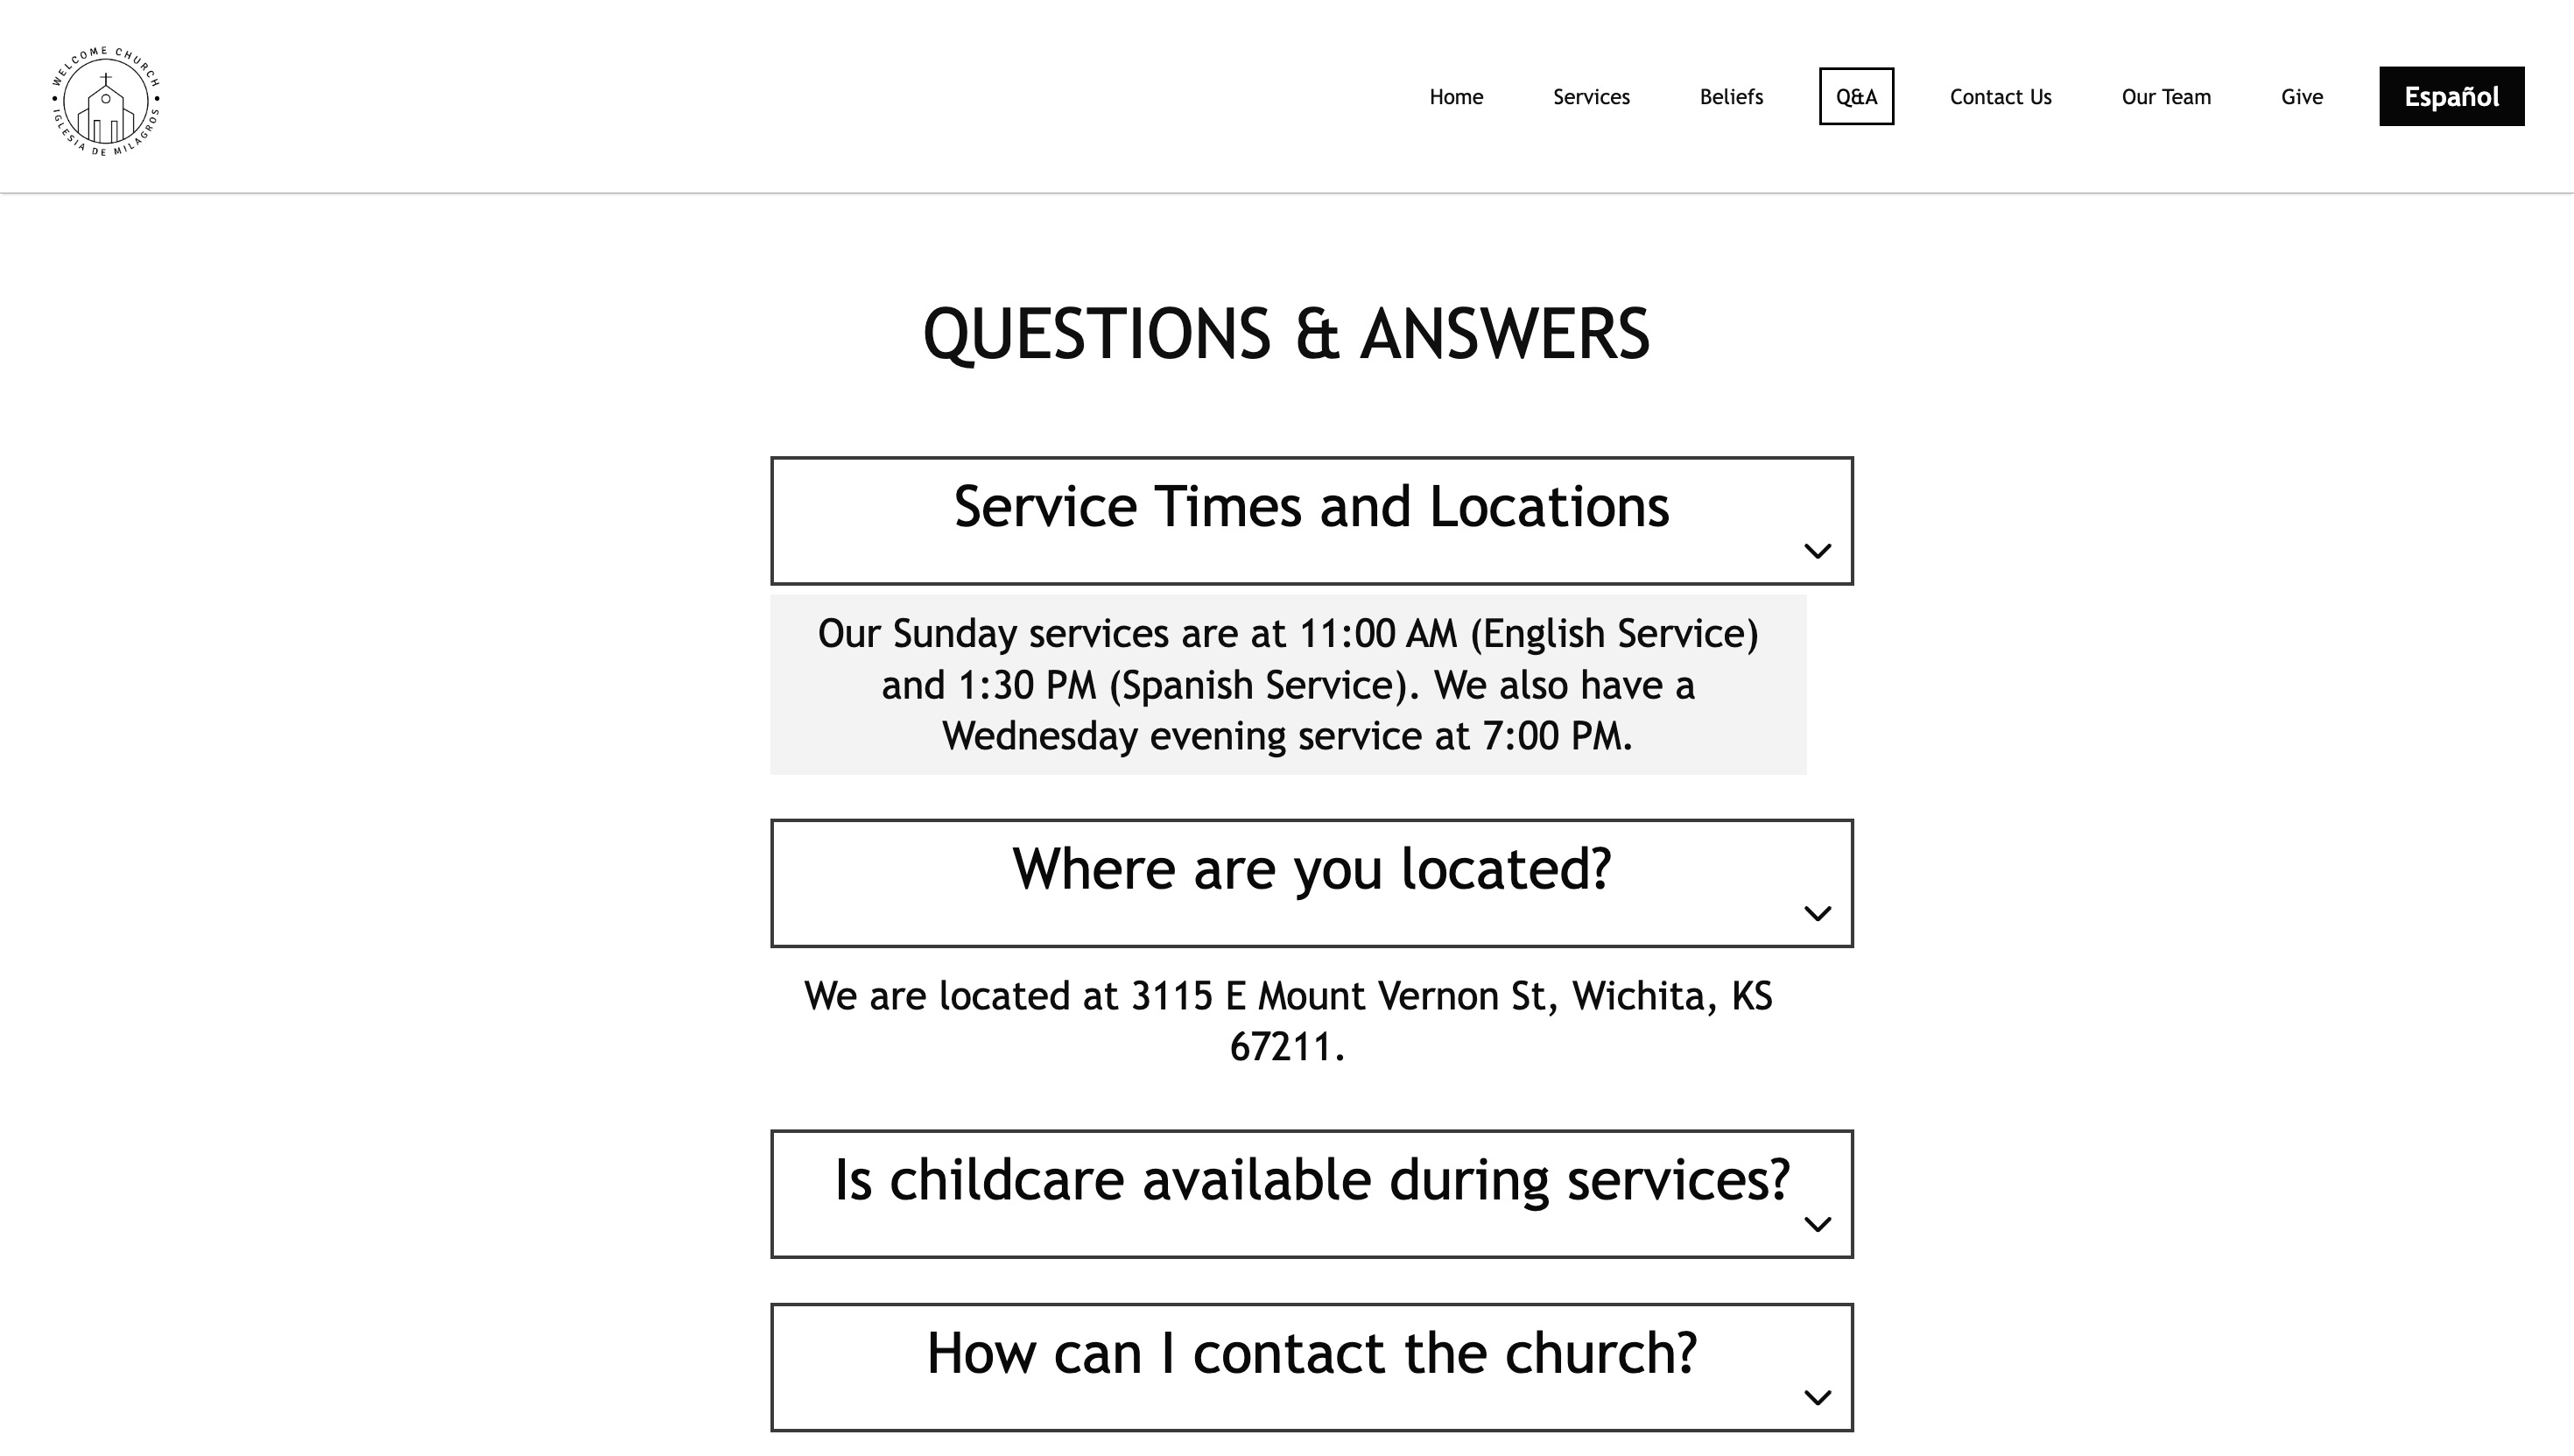 WELCOME CHURCH
IGLESIA DE MILAGROS
Home
Services
Beliefs
Q&A
Contact Us
Our Team
Give
Español
QUESTIONS & ANSWERS
Service Times and Locations
Our Sunday services are at 11:00 AM (English Service)
and 1:30 PM (Spanish Service). We also have a
Wednesday evening service at 7:00 PM.
Where are you located?
We are located at 3115 E Mount Vernon St, Wichita, KS
67211.
Is childcare available during services?
How can I contact the church?